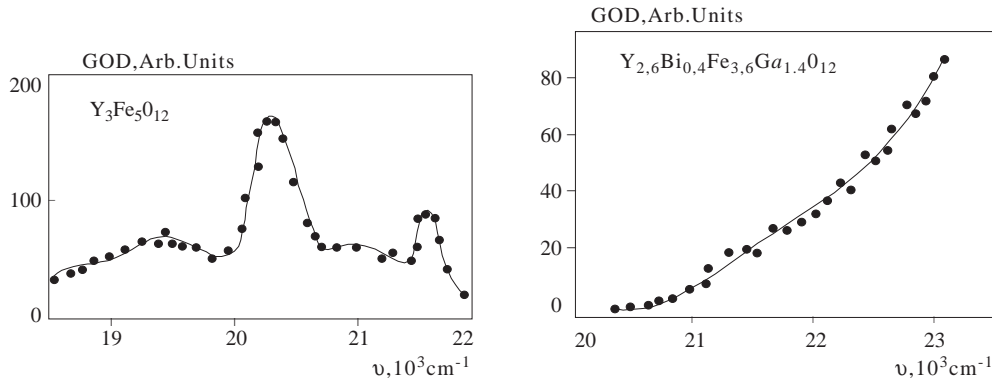 GOD,Arb.Units
200
Y₃Fe₅0₁₂
100
0
19 20 21 22
υ,10³cm⁻¹
GOD,Arb.Units
Y₂,₆Bi₀,₄Fe₃,₆Ga₁.₄0₁₂
80
60
40
20
0
20 21 22 23
υ,10³cm⁻¹